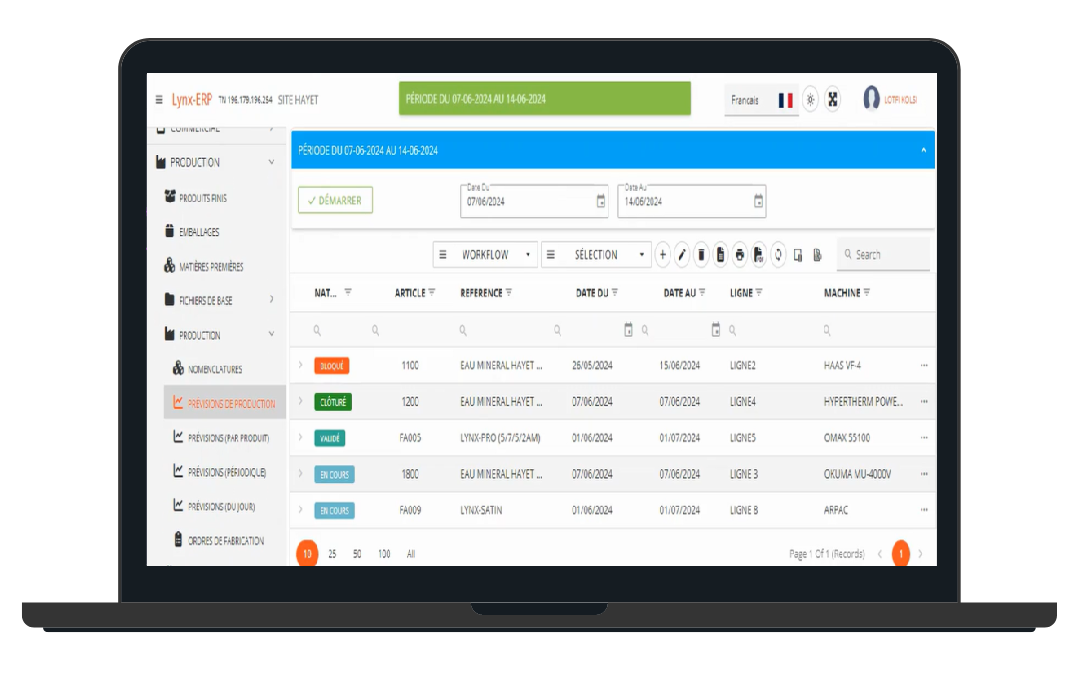 Lynx-ERP TN 196.179.196.254 SITE HAYET
PÉRIODE DU 07-06-2024 AU 14-06-2024
Francais
LOTFI KOLSI
COMMERCIAL
PRODUCTION
PRODUITS FINIS
EMBALLAGES
MATIÈRES PREMIÈRES
FICHIERS DE BASE
PRODUCTION
NOMENCLATURES
PRÉVISIONS DE PRODUCTION
PRÉVISIONS (PAR PRODUIT)
PRÉVISIONS (PÉRIODIQUE)
PRÉVISIONS (DU JOUR)
ORDRES DE FABRICATION
PÉRIODE DU 07-06-2024 AU 14-06-2024
DÉMARRER
Date Du
07/06/2024
Date Au
14/06/2024
WORKFLOW SÉLECTION Search
NAT... ARTICLE REFERENCE DATE DU DATE AU LIGNE MACHINE
BLOQUÉ 1100 EAU MINERAL HAYET ... 26/05/2024 15/06/2024 LIGNE2 HAAS VF-4 ...
CLÔTURÉ 1200 EAU MINERAL HAYET ... 07/06/2024 07/06/2024 LIGNE4 HYPERTHERM POWE... ...
VALIDÉ FA005 LYNX-PRO (5/7/5/2AM) 01/06/2024 01/07/2024 LIGNE5 OMAX 55100 ...
EN COURS 1800 EAU MINERAL HAYET ... 07/06/2024 07/06/2024 LIGNE 3 OKUMA MU-4000V ...
EN COURS FA009 LYNX-SATIN 01/06/2024 01/07/2024 LIGNE 8 ARPAC ...
10 25 50 100 All Page 1 Of 1 (Records) 1